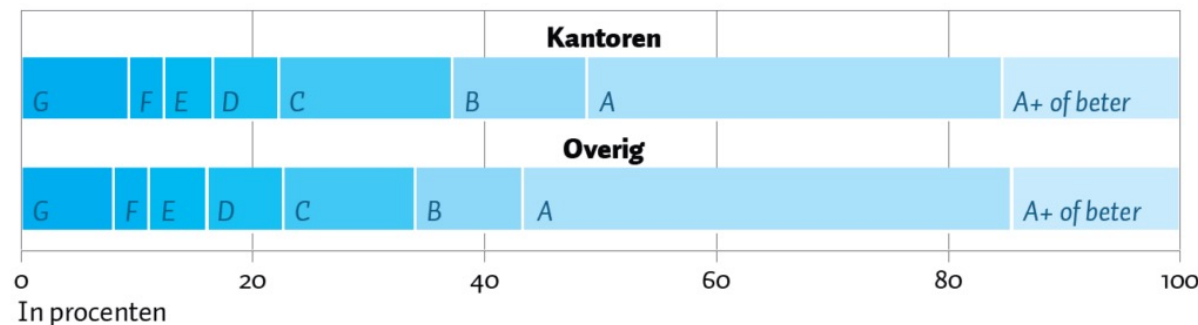 Kantoren
G F E D C B A A+ of beter
Overig
G F E D C B A A+ of beter
0 20 40 60 80 100
In procenten